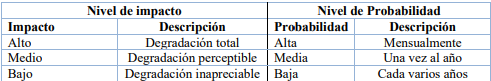 Nivel de impacto Nivel de Probabilidad
Impacto Descripción Probabilidad Descripción
Alto Degradación total Alta Mensualmente
Medio Degradación perceptible Media Una vez al año
Bajo Degradación inapreciable Baja Cada varios años